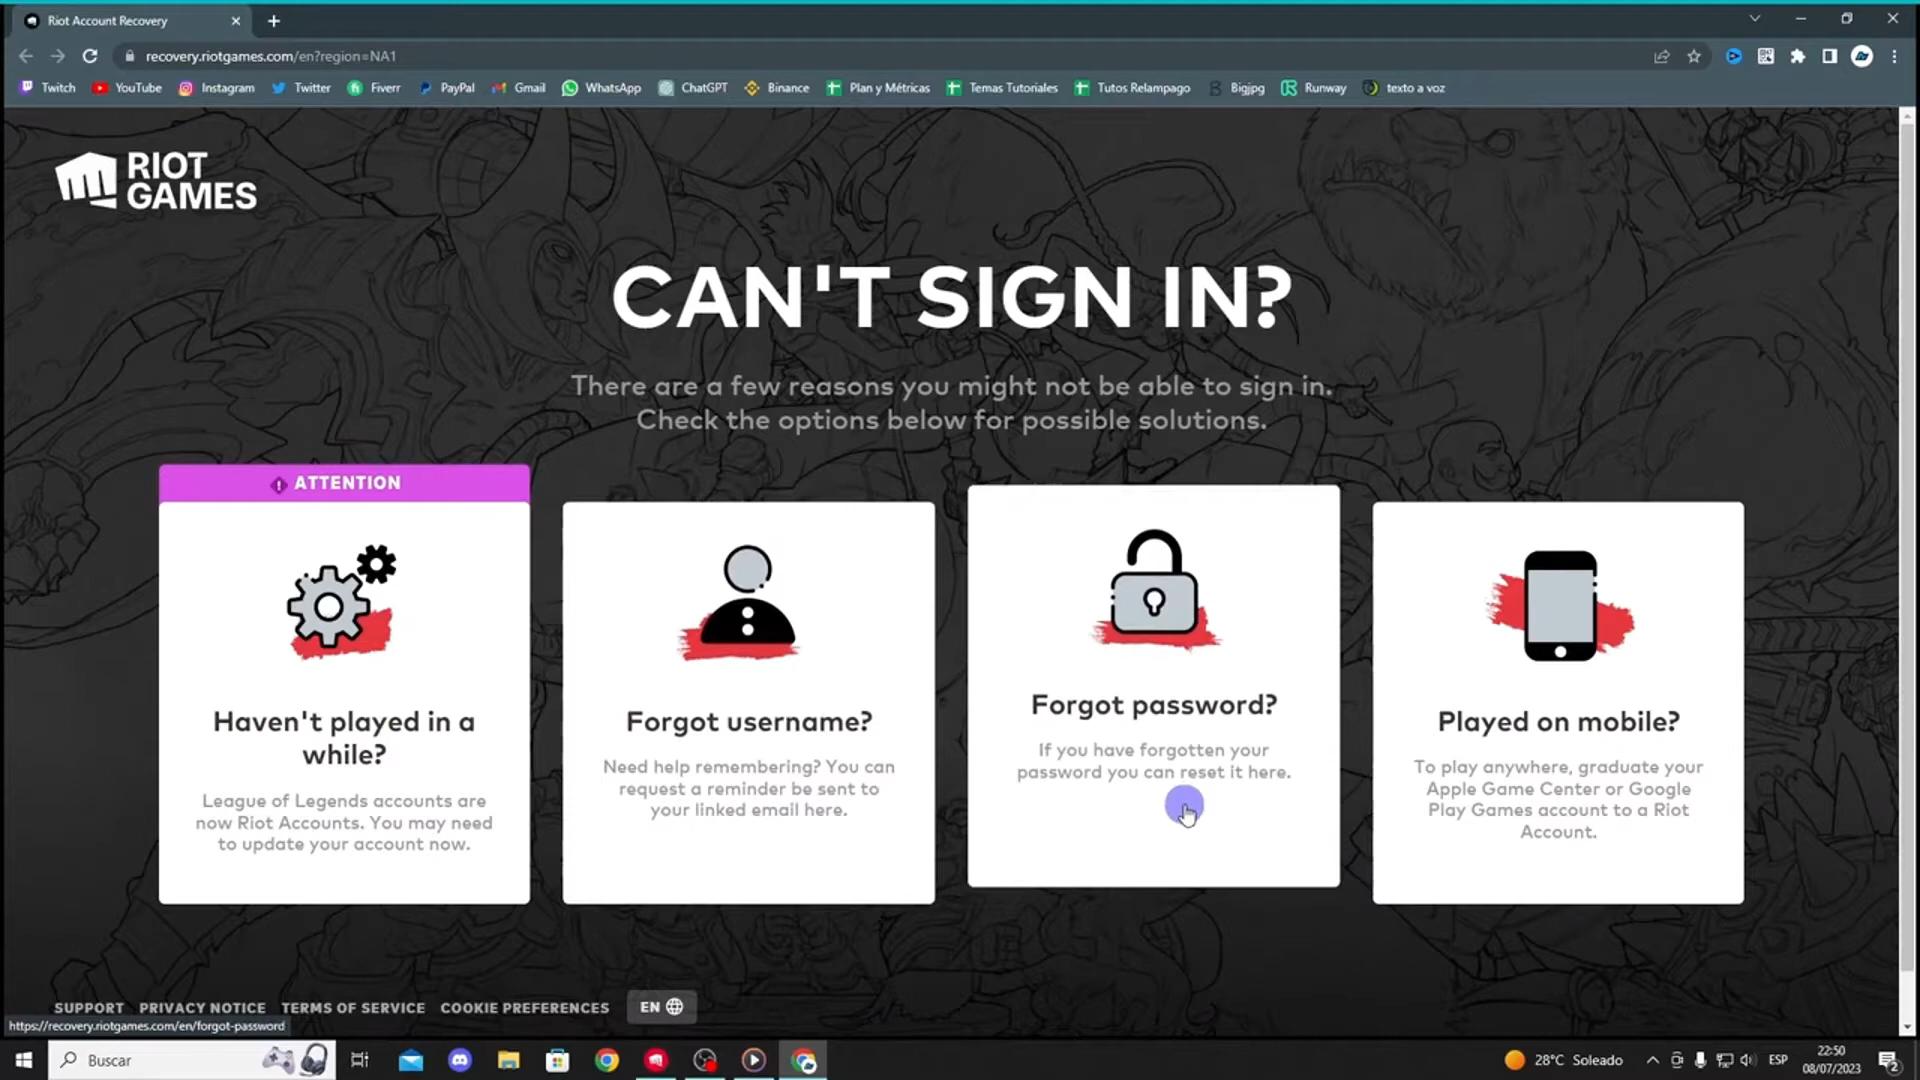 Riot Account Recovery
recovery.riotgames.com/en?region=NA1
Twitch YouTube Instagram Twitter Fiverr PayPal Gmail WhatsApp ChatGPT Binance Plan y Métricas Temas Tutoriales Tutos Relampago Bigjpg Runway texto a voz
RIOT
GAMES
CAN'T SIGN IN?
There are a few reasons you might not be able to sign in.
Check the options below for possible solutions.
ATTENTION
Haven't played in a
while?
League of Legends accounts are
now Riot Accounts. You may need
to update your account now.
Forgot username?
Need help remembering? You can
request a reminder be sent to
your linked email here.
Forgot password?
If you have forgotten your
password you can reset it here.
Played on mobile?
To play anywhere, graduate your
Apple Game Center or Google
Play Games account to a Riot
Account.
SUPPORT PRIVACY NOTICE TERMS OF SERVICE COOKIE PREFERENCES EN
https://recovery.riotgames.com/en/forgot-password
Buscar
28°C Soleado
ESP
22:50
08/07/2023
2